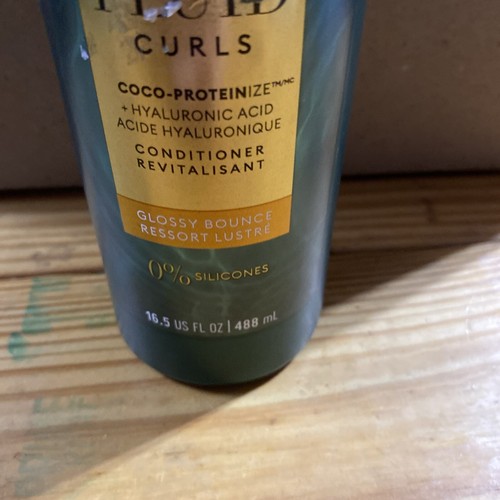 CURLS
COCO-PROTEINIZE™/MC
+ HYALURONIC ACID
ACIDE HYALURONIQUE
CONDITIONER
REVITALISANT
GLOSSY BOUNCE
RESSORT LUSTRÉ
0% SILICONES
16.5 US FL OZ | 488 mL